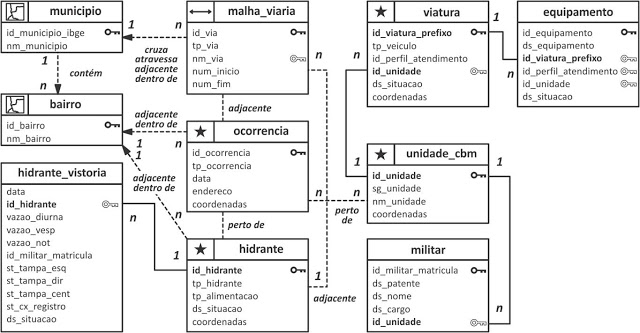 municipio
id_municipio_ibge
nm_municipio
1
n
cruza
atravessa
adjacente
dentro de
malha_viaria
id_via
tp_via
nm_via
num_inicio
num_fim
n
adjacente
1
contém
n
bairro
id_bairro
nm_bairro
1
1
1
adjacente
dentro de
n
adjacente
dentro de
n
ocorrencia
id_ocorrencia
tp_ocorrencia
data
endereco
coordenadas
n
n
perto de
perto
de
hidrante_vistoria
data
id_hidrante
vazao_diurna
vazao_vesp
vazao_not
id_militar_matricula
st_tampa_esq
st_tampa_dir
st_tampa_cent
st_cx_registro
ds_situacao
n
1
hidrante
id_hidrante
tp_hidrante
tp_alimentacao
ds_situacao
coordenadas
1
adjacente
viatura
id_viatura_prefixo
tp_veiculo
id_perfil_atendimento
id_unidade
ds_situacao
coordenadas
1
n
n
1
equipamento
id_equipamento
ds_equipamento
id_viatura_prefixo
id_perfil_atendimento
id_unidade
ds_situacao
unidade_cbm
id_unidade
sg_unidade
nm_unidade
coordenadas
1
n
militar
id_militar_matricula
ds_patente
ds_nome
ds_cargo
id_unidade